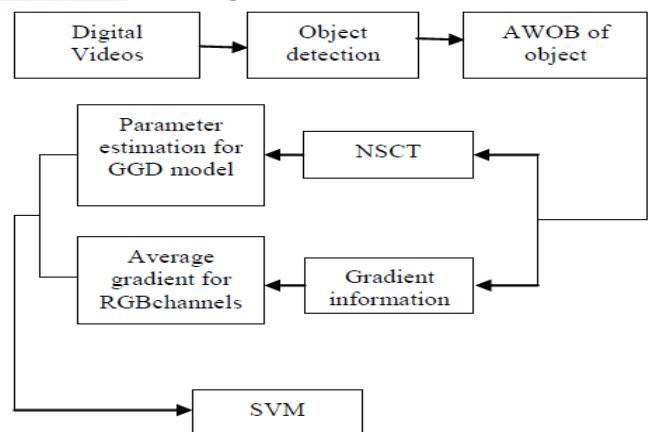 Digital
Videos
Object
detection
AWOB of
object
Parameter
estimation for
GGD model
NSCT
Average
gradient for
RGBchannels
Gradient
information
SVM